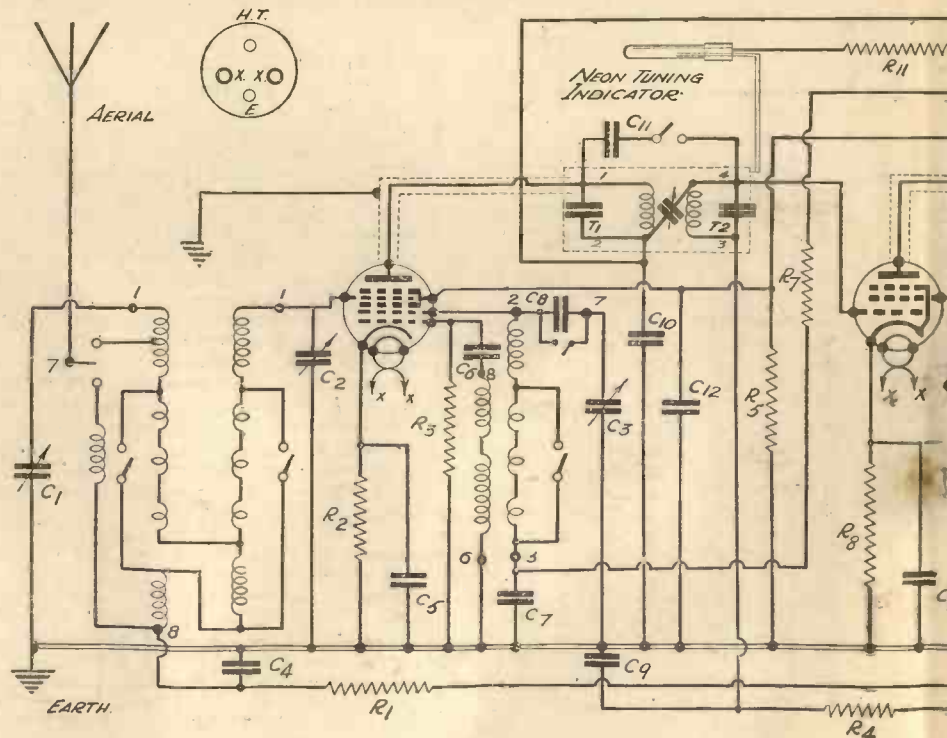 H.T.
X. X.
E
AERIAL
NEON TUNING
INDICATOR
R11
C11
1
4
T1
T2
2
3
1
1
7
2
C8
7
C10
R7
C2
C6
8
C12
R5
X
X
R3
C3
X
X
C1
R2
R8
6
5
C5
C7
C
8
C4
C9
EARTH.
R1
R4